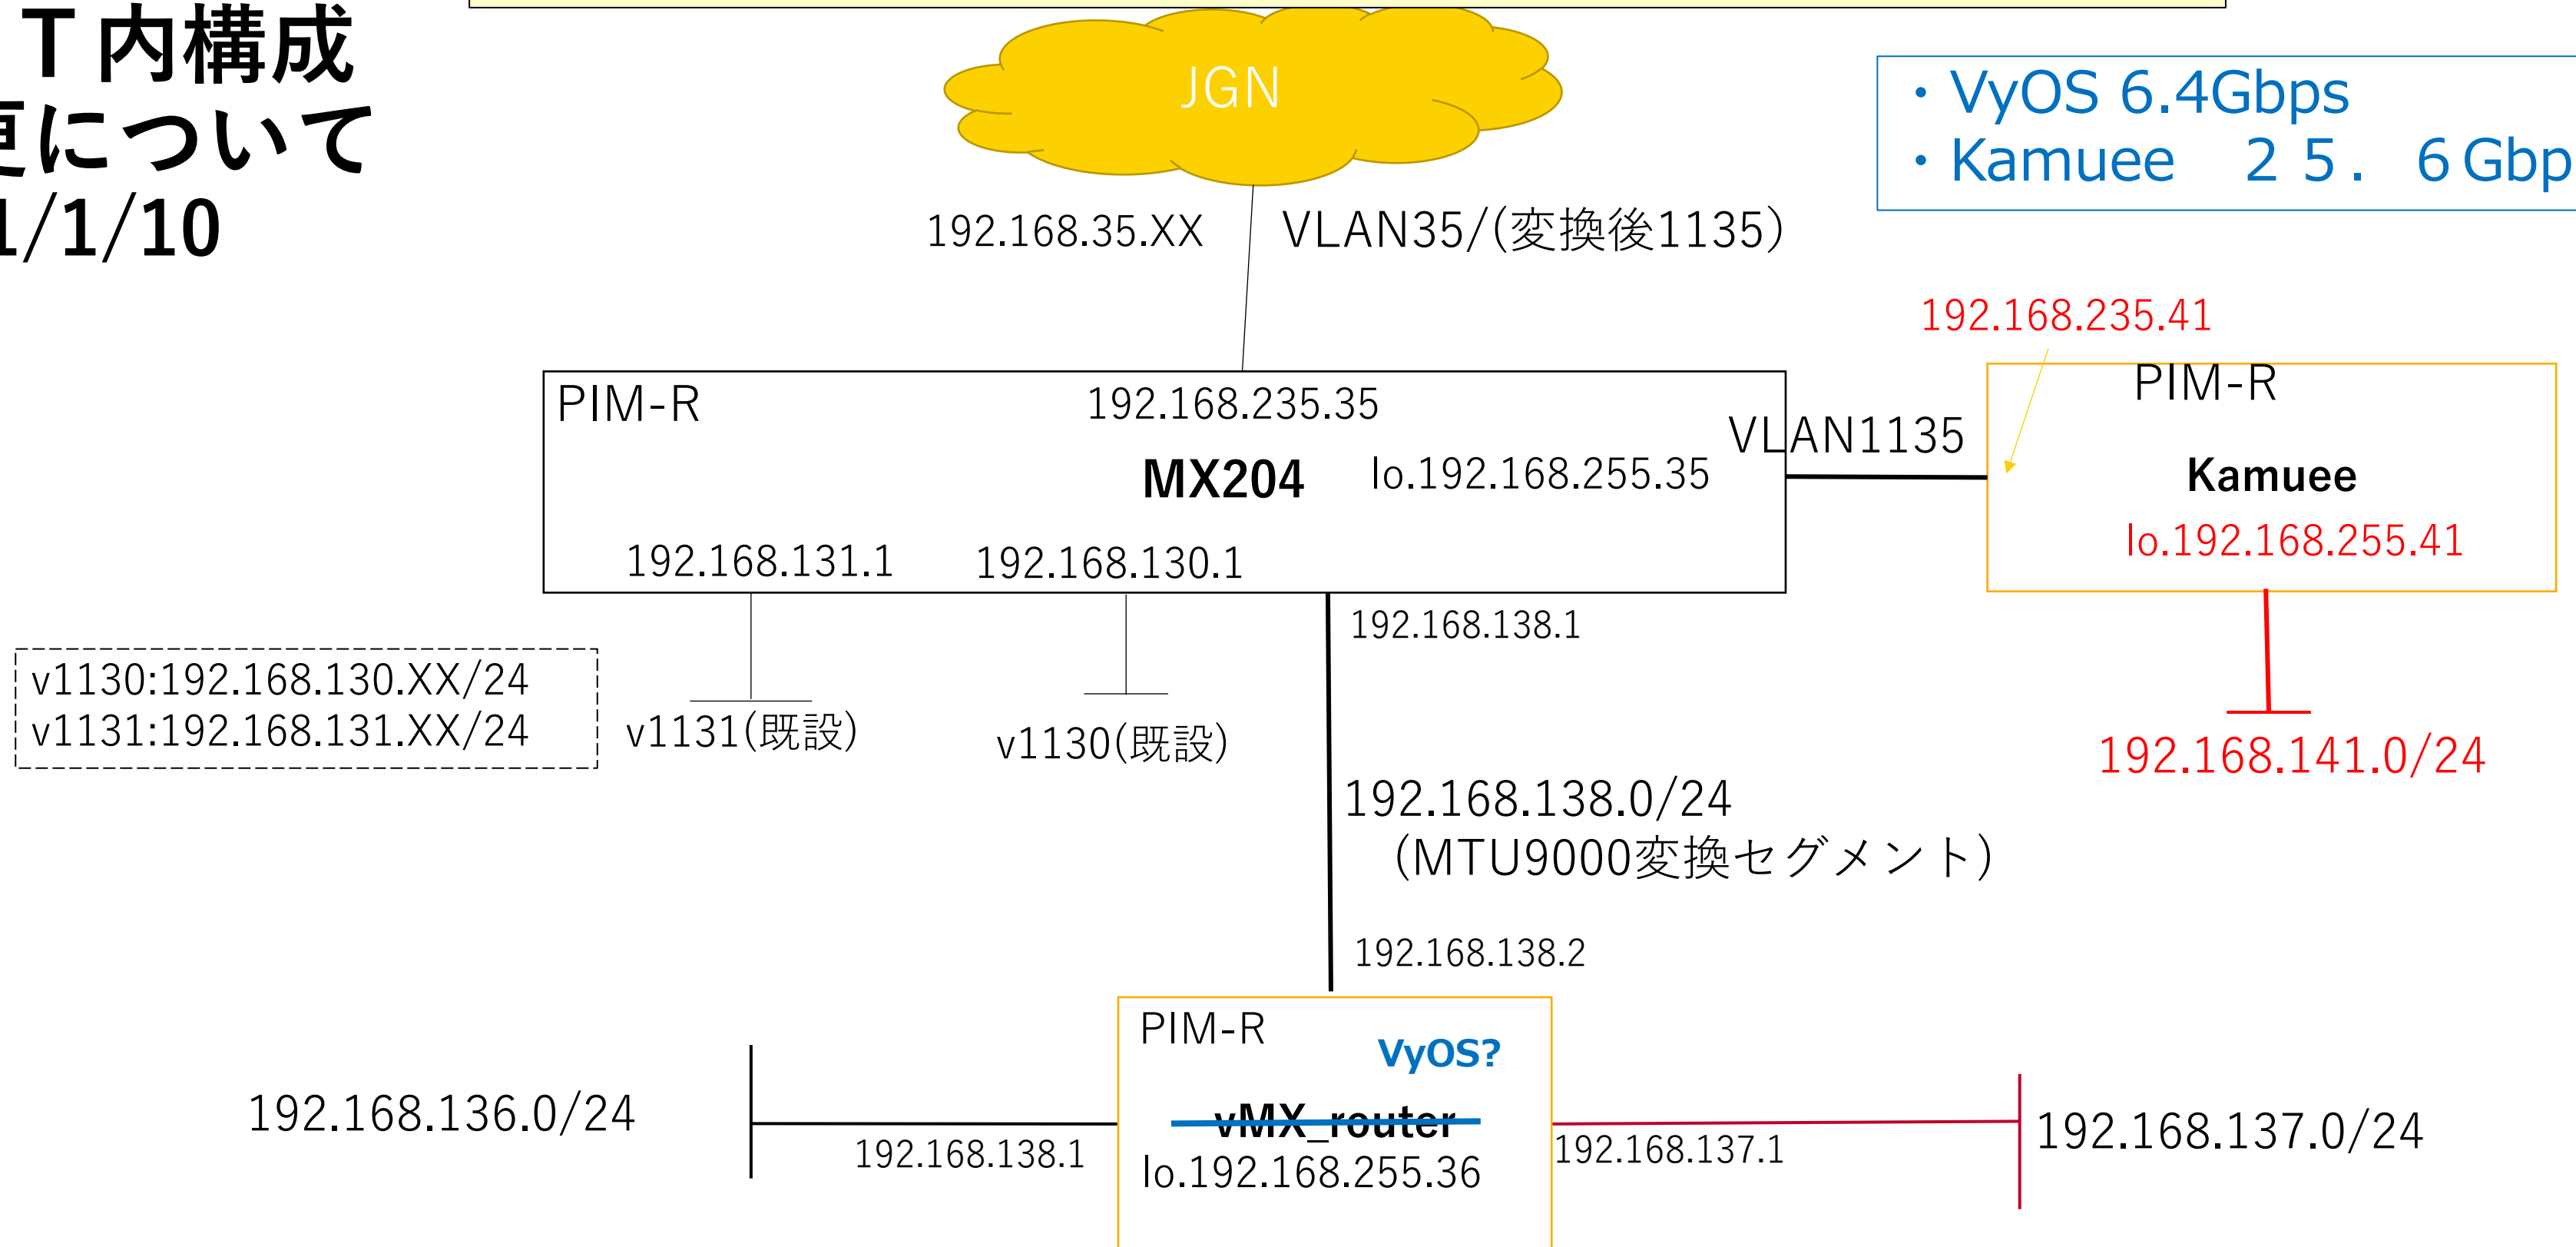 T内構成
更について
1/1/10
JGN
・VyOS 6.4Gbps
・Kamuee　２５．６Gbp
192.168.35.XX
VLAN35/(変換後1135）
192.168.235.41
PIM-R
192.168.235.35
MX204
lo.192.168.255.35
192.168.131.1
192.168.130.1
VLAN1135
PIM-R
Kamuee
lo.192.168.255.41
192.168.138.1
v1130:192.168.130.XX/24
v1131:192.168.131.XX/24
v1131(既設）
v1130(既設）
192.168.141.0/24
192.168.138.0/24
（MTU9000変換セグメント）
192.168.138.2
PIM-R
VyOS?
vMX_router
lo.192.168.255.36
192.168.136.0/24
192.168.138.1
192.168.137.1
192.168.137.0/24